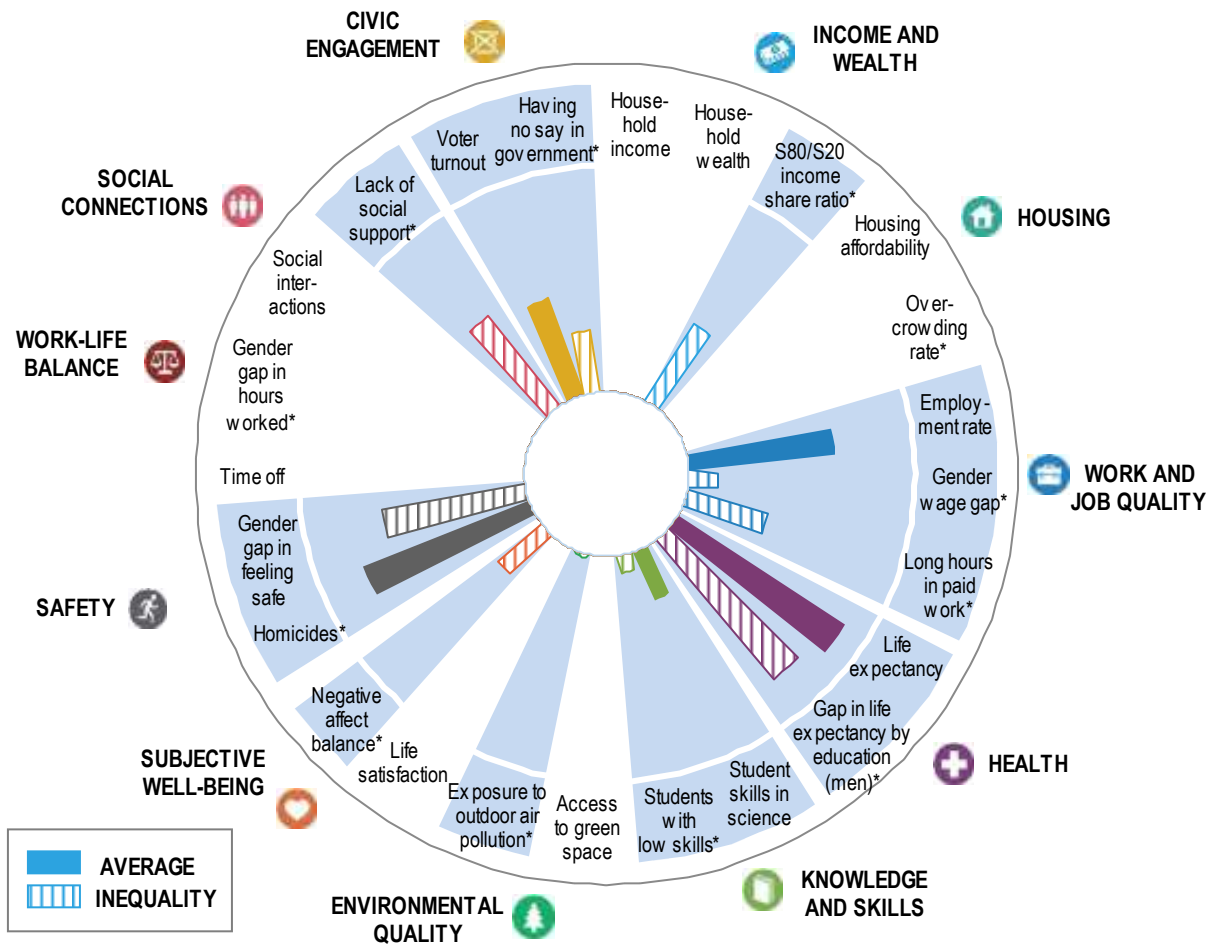 CIVIC
ENGAGEMENT
INCOME AND
WEALTH
HOUSING
WORK AND
JOB QUALITY
HEALTH
KNOWLEDGE
AND SKILLS
ENVIRONMENTAL
QUALITY
SUBJECTIVE
WELL-BEING
SAFETY
WORK-LIFE
BALANCE
SOCIAL
CONNECTIONS
House-
hold
income
House-
hold
wealth
S80/S20
income
share ratio*
Housing
affordability
Over-
crowding
rate*
Employ-
ment rate
Gender
wage gap*
Long hours
in paid
work*
Life
expectancy
Gap in life
expectancy by
education
(men)*
Student
skills in
science
Students
with
low skills*
Access
to green
space
Exposure to
outdoor air
pollution*
Life
satisfaction
Negative
affect
balance*
Homicides*
Gender
gap in
feeling
safe
Time off
Gender
gap in
hours
worked*
Social
inter-
actions
Lack of
social
support*
Voter
turnout
Having
no say in
government*
AVERAGE
INEQUALITY